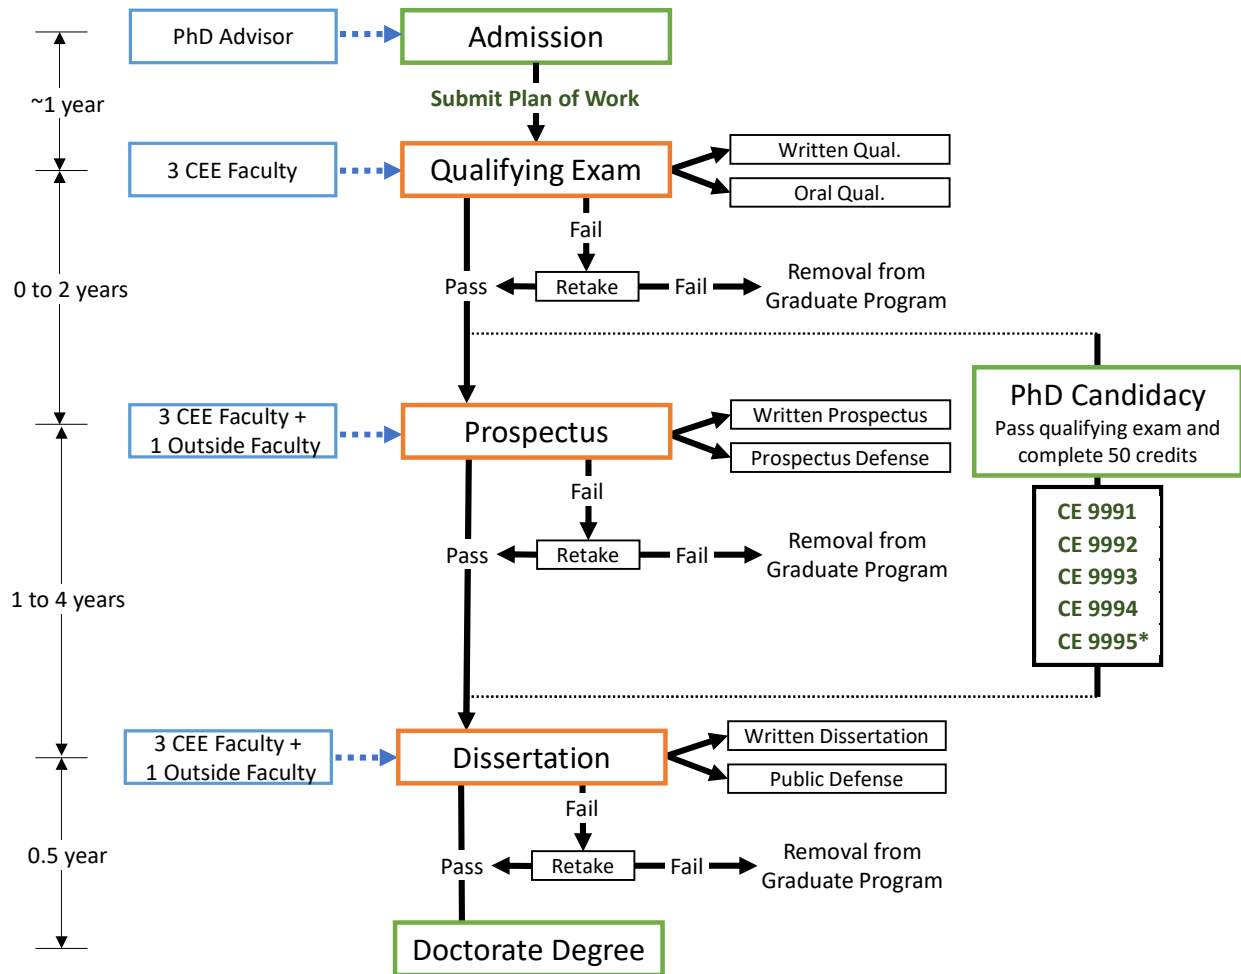 PhD Advisor
Admission
~1 year
Submit Plan of Work
3 CEE Faculty
Qualifying Exam
Written Qual.
Oral Qual.
Fail
0 to 2 years
Pass
Retake
Fail
Removal from
Graduate Program
3 CEE Faculty +
1 Outside Faculty
Prospectus
Written Prospectus
Prospectus Defense
PhD Candidacy
Pass qualifying exam and
complete 50 credits
CE 9991
CE 9992
CE 9993
CE 9994
CE 9995*
Fail
1 to 4 years
Pass
Retake
Fail
Removal from
Graduate Program
3 CEE Faculty +
1 Outside Faculty
Dissertation
Written Dissertation
Public Defense
Fail
0.5 year
Pass
Retake
Fail
Removal from
Graduate Program
Doctorate Degree